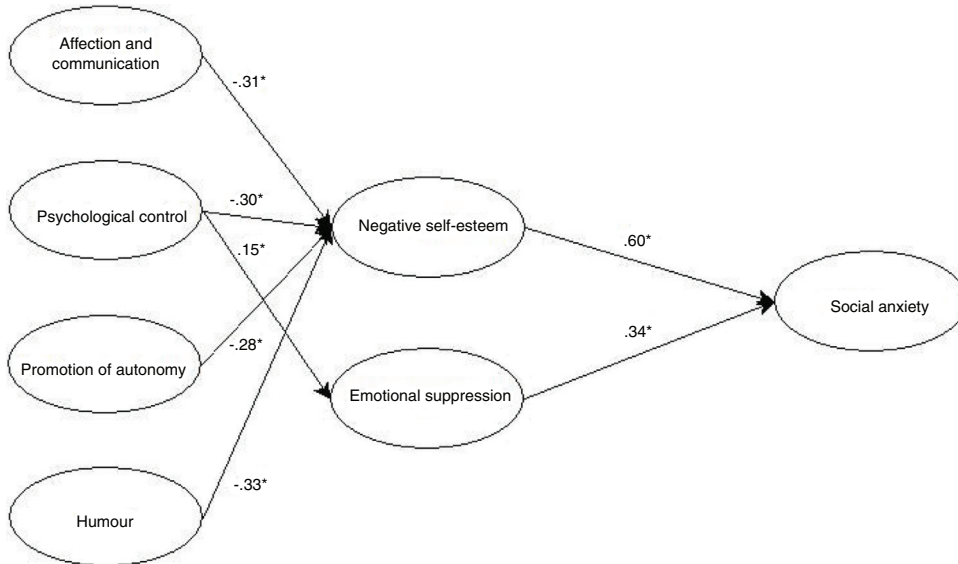 Affection and
communication
-.31*
Psychological control
-.30*
.15*
Negative self-esteem
.60*
Social anxiety
Promotion of autonomy
-.28*
Emotional suppression
.34*
Humour
-.33*